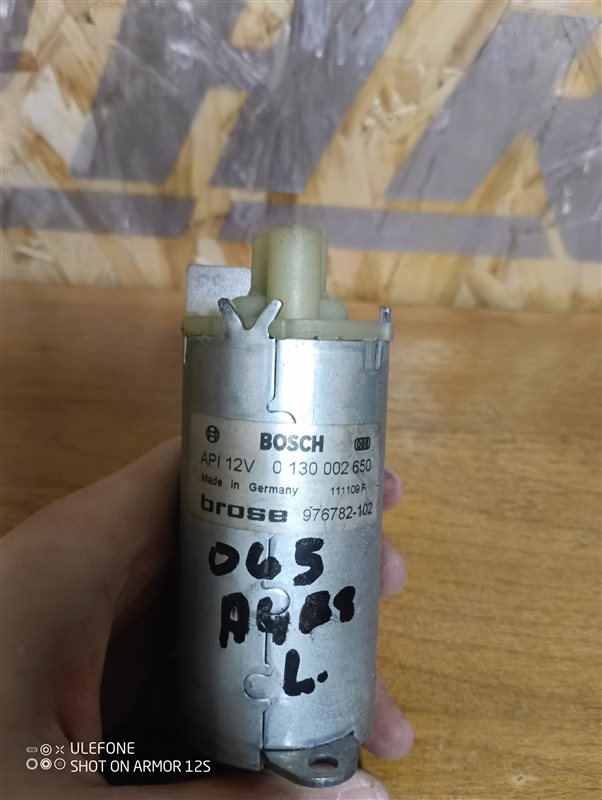 BOSCH 088
API 12V 0 130 002 650
Made in Germany 111109 R
brose 976782-102
065
L.
ULEFONE
SHOT ON ARMOR 12S